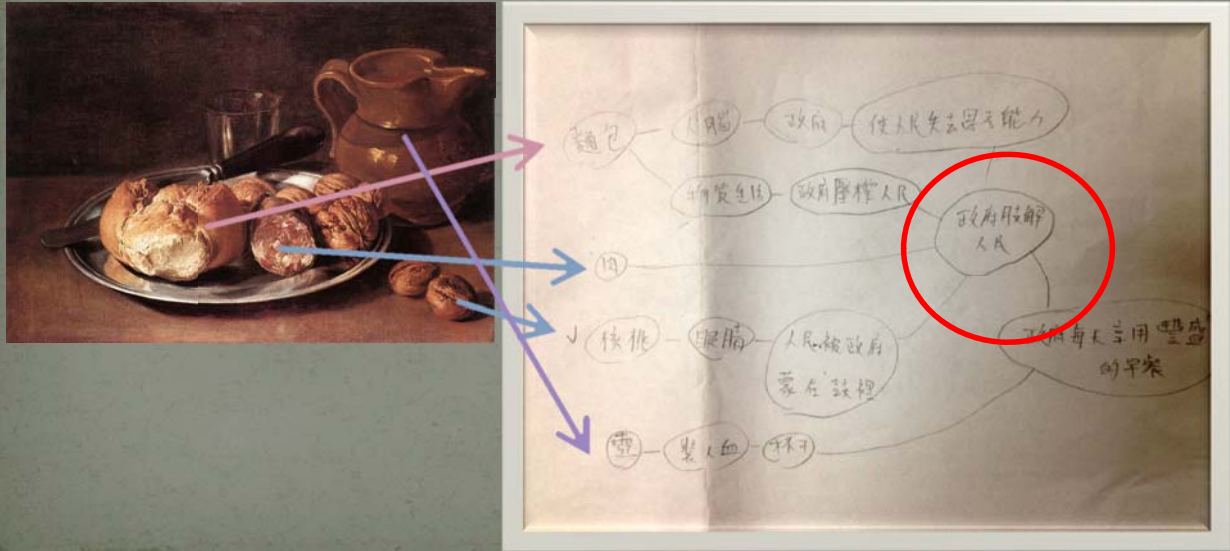 麵包
人腦
政府
使人民失去思考能力
物質生活
政府壓榨人民
政府肢解
人民
肉
核桃
眼睛
人民被政府
蒙在鼓裡
政府每天享用豐盛
的早餐
壺
裝人血
杯子